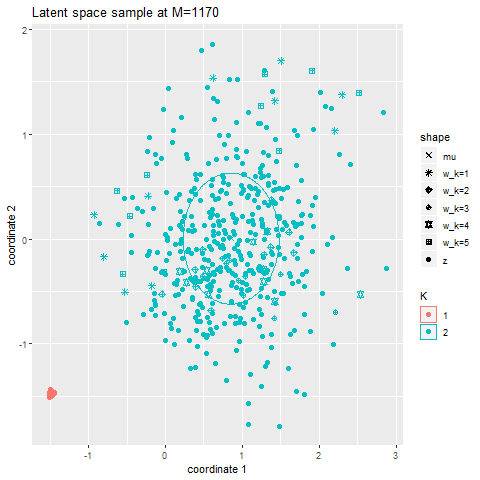 Latent space sample at M=1170
2
1
0
-1
-1
0
1
2
3
coordinate 1
coordinate 2
shape
mu
w_k=1
w_k=2
w_k=3
w_k=4
w_k=5
z
K
1
2